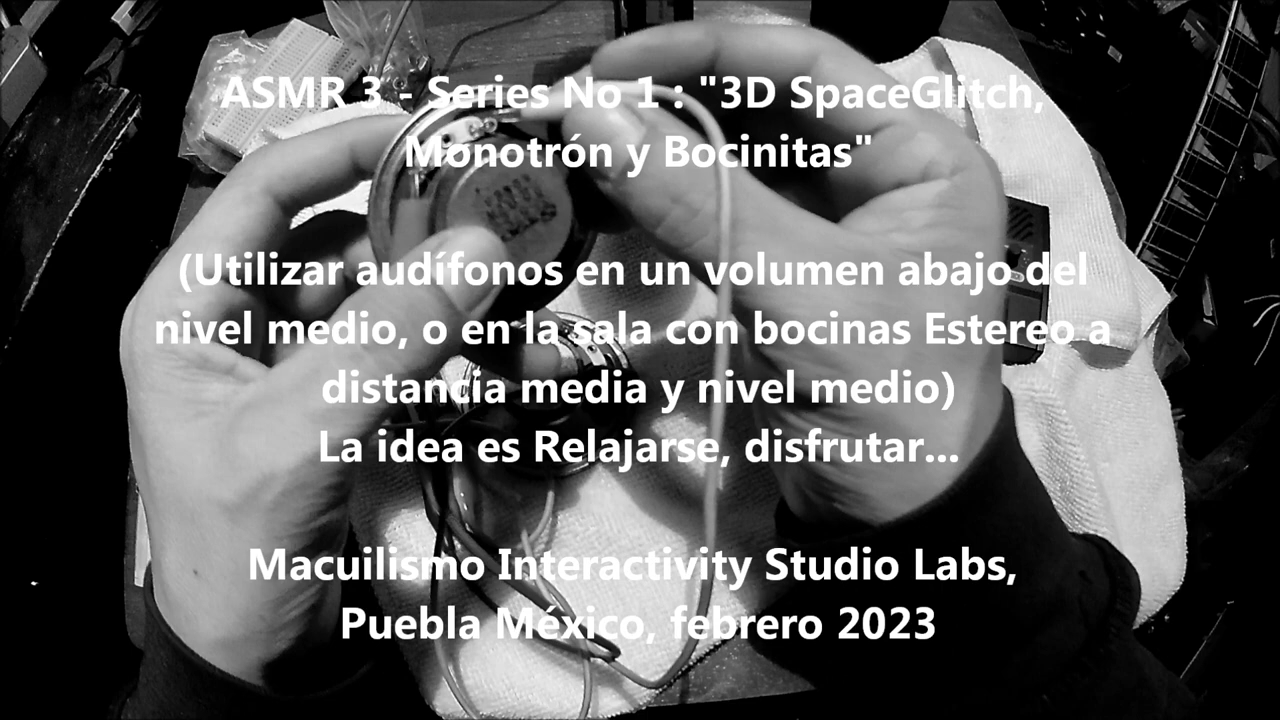 ASMR 3 - Series No 1 : "3D SpaceGlitch,
Monotrón y Bocinitas"
(Utilizar audífonos en un volumen abajo del
nivel medio, o en la sala con bocinas Estereo a
distancia media y nivel medio)
La idea es Relajarse, disfrutar...
Macuilismo Interactivity Studio Labs,
Puebla México, febrero 2023